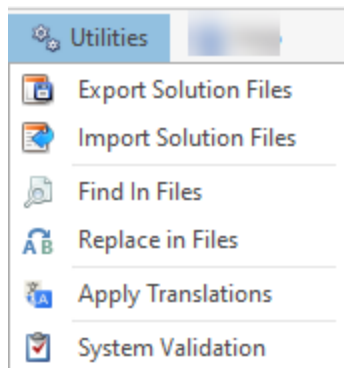 Utilities
Export Solution Files
Import Solution Files
Find In Files
Replace in Files
Apply Translations
System Validation